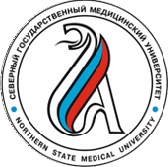 СЕВЕРНЫЙ ГОСУДАРСТВЕННЫЙ МЕДИЦИНСКИЙ УНИВЕРСИТЕТ
NORTHERN STATE MEDICAL UNIVERSITY